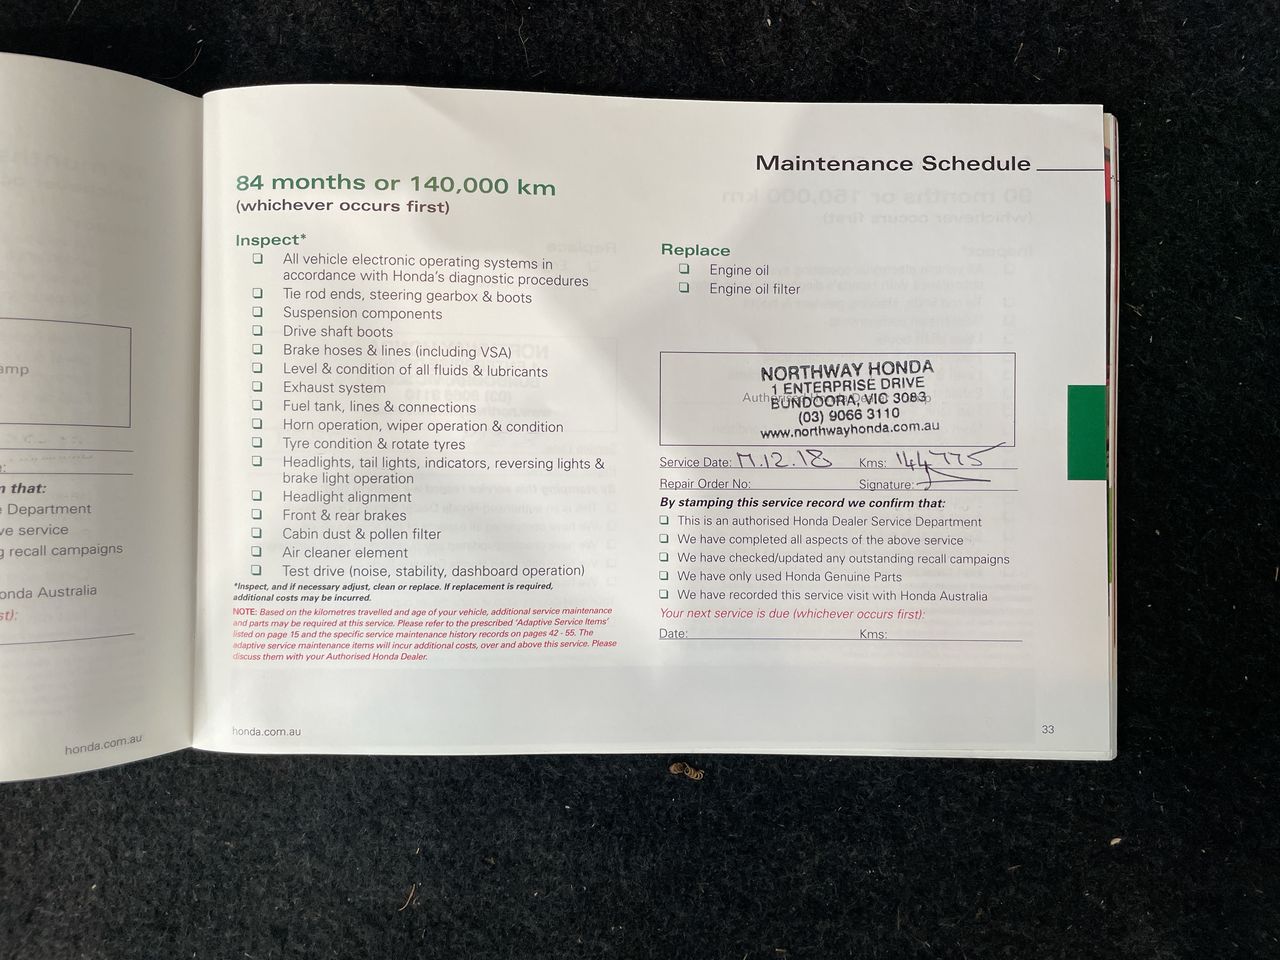 Maintenance Schedule
84 months or 140,000 km
(whichever occurs first)
Inspect*
All vehicle electronic operating systems in
accordance with Honda's diagnostic procedures
Tie rod ends, steering gearbox & boots
Suspension components
Drive shaft boots
Brake hoses & lines (including VSA)
Level & condition of all fluids & lubricants
Exhaust system
Fuel tank, lines & connections
Horn operation, wiper operation & condition
Tyre condition & rotate tyres
Headlights, tail lights, indicators, reversing lights &
brake light operation
Headlight alignment
Front & rear brakes
Cabin dust & pollen filter
Air cleaner element
Test drive (noise, stability, dashboard operation)
*Inspect, and if necessary adjust, clean or replace. If replacement is required,
additional costs may be incurred.
NOTE: Based on the kilometres travelled and age of your vehicle, additional service maintenance
and parts may be required at this service. Please refer to the prescribed 'Adaptive Service Items'
listed on page 15 and the specific service maintenance history records on pages 42 - 55. The
adaptive service maintenance items will incur additional costs, over and above this service. Please
discuss them with your Authorised Honda Dealer.
honda.com.au
Replace
Engine oil
Engine oil filter
NORTHWAY HONDA
1 ENTERPRISE DRIVE
BUNDOORA, VIC 3083
(03) 9066 3110
www.northwayhonda.com.au
Service Date: 17.12.18 Kms: 144775
Repair Order No: Signature:
By stamping this service record we confirm that:
This is an authorised Honda Dealer Service Department
We have completed all aspects of the above service
We have checked/updated any outstanding recall campaigns
We have only used Honda Genuine Parts
We have recorded this service visit with Honda Australia
Your next service is due (whichever occurs first):
Date: Kms:
33
amp
n that:
Department
ve service
g recall campaigns
onda Australia
st):
honda.com.au